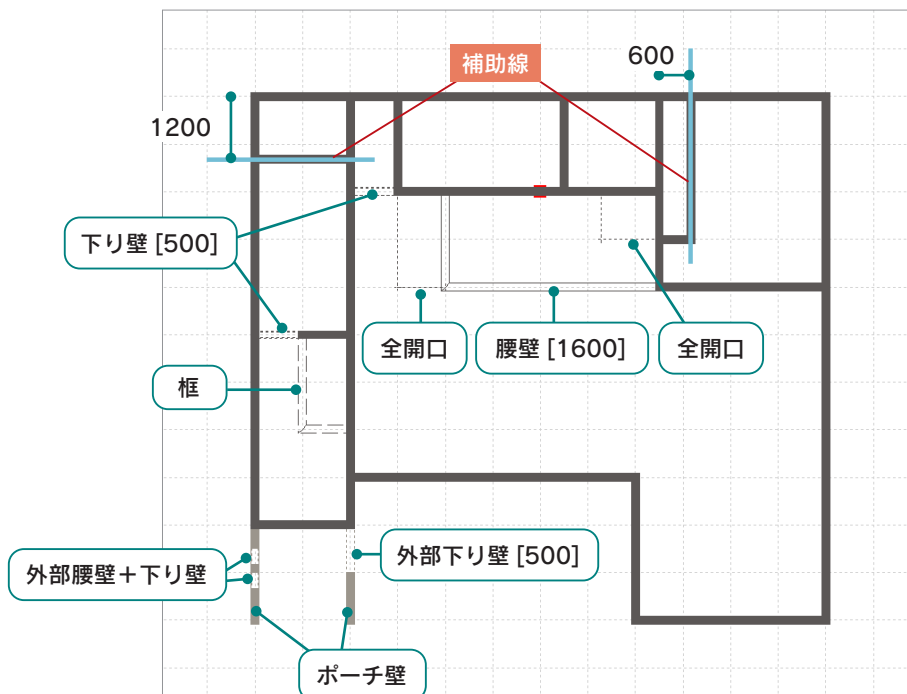 補助線
600
1200
下り壁 [500]
全開口
腰壁 [1600]
全開口
框
外部下り壁 [500]
外部腰壁＋下り壁
ポーチ壁